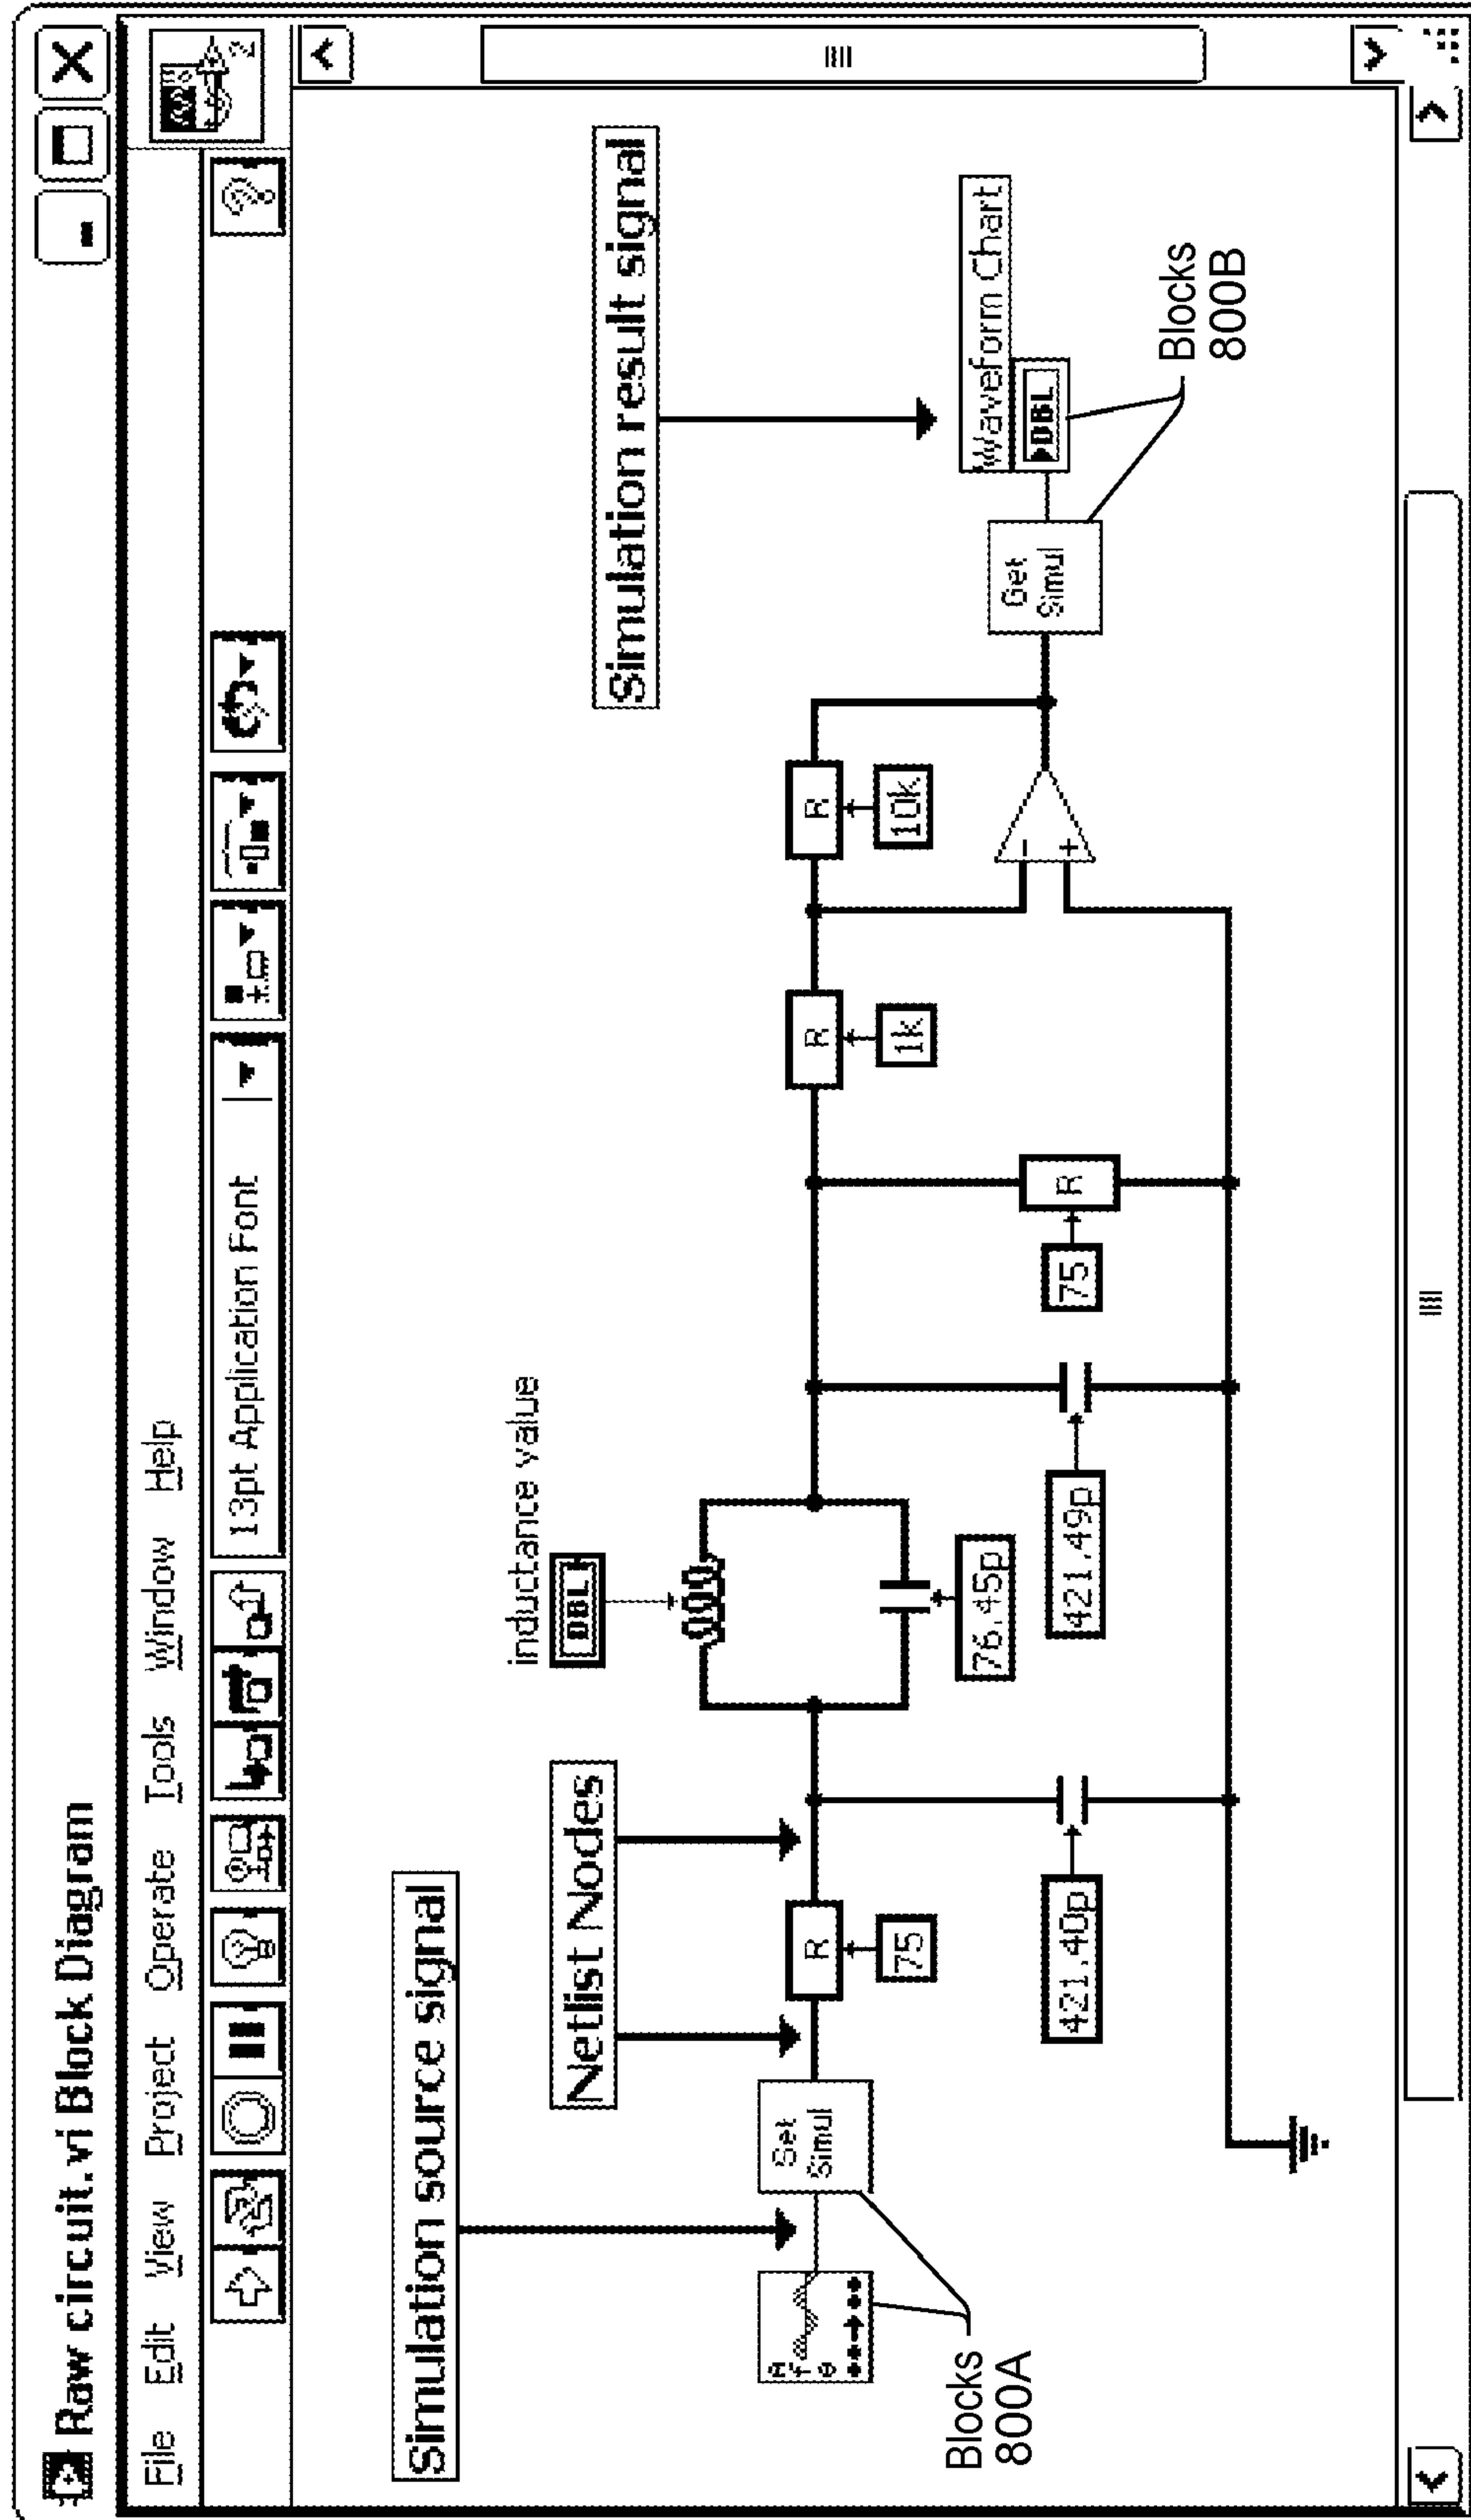 Raw circuit.vi Block Diagram
File Edit View Project Operate Tools Window Help
13pt Application Font
?
2
Simulation source signal
Netlist Nodes
inductance value
DBL
Simulation result signal
Set
Simul
R
75
76.45p
R
1k
R
10k
Waveform Chart
DBL
Get
Simul
-
+
421.40p
421.49p
75
R
Blocks
800A
Blocks
800B